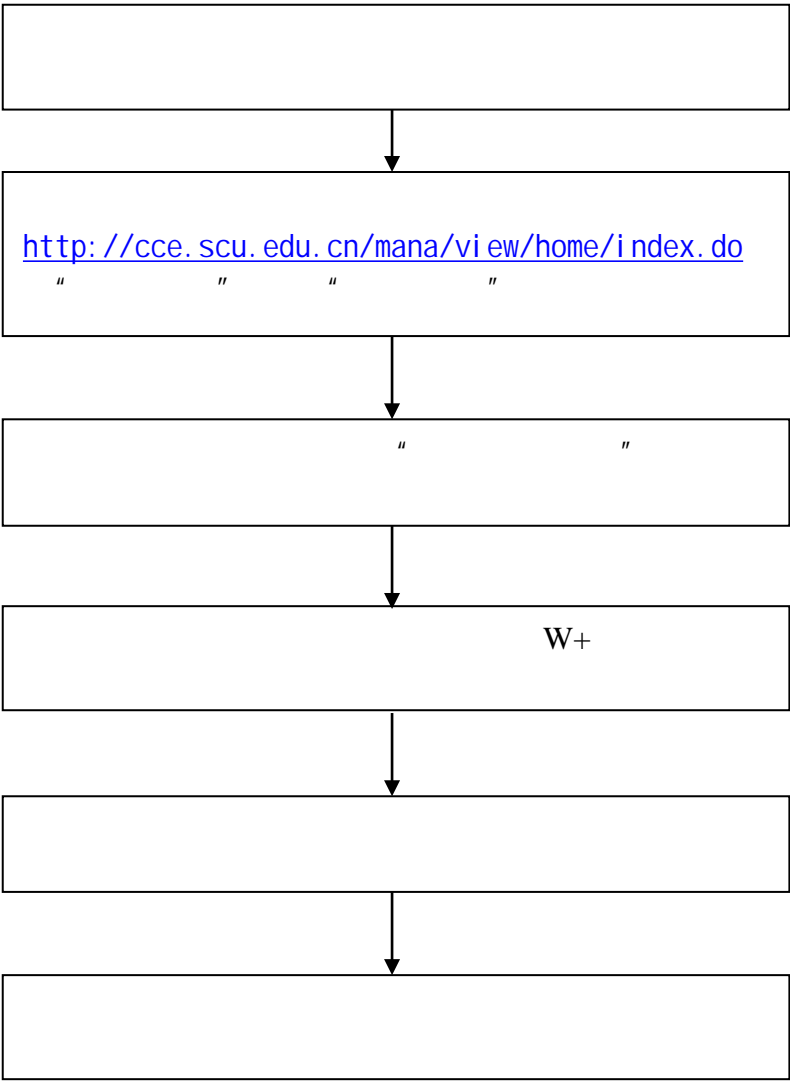 http://cce.scu.edu.cn/mana/view/home/index.do
“ ” “ ”
“ ”
W+